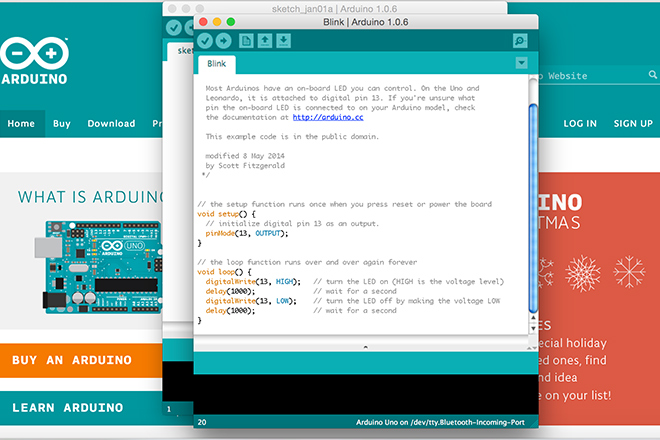 sketch_jan01a | Arduino 1.0.6
Blink | Arduino 1.0.6
Blink
Most Arduinos have an on-board LED you can control. On the Uno and
Leonardo, it is attached to digital pin 13. If you're unsure what
pin the on-board LED is connected to on your Arduino model, check
the documentation at http://arduino.cc
This example code is in the public domain.
modified 8 May 2014
by Scott Fitzgerald
*/
// the setup function runs once when you press reset or power the board
void setup() {
// initialize digital pin 13 as an output.
pinMode(13, OUTPUT);
}
// the loop function runs over and over again forever
void loop() {
digitalWrite(13, HIGH);   // turn the LED on (HIGH is the voltage level)
delay(1000);              // wait for a second
digitalWrite(13, LOW);    // turn the LED off by making the voltage LOW
delay(1000);              // wait for a second
}
20
Arduino Uno on /dev/tty.Bluetooth-Incoming-Port
ske
1
ARDUINO
Home Buy Download Pr
WHAT IS ARDUINO
ARDUINO
UNO
BUY AN ARDUINO
LEARN ARDUINO
o Website
LOG IN SIGN UP
INO
TMAS
ES
ecial holiday
ed ones, find
nd idea
e on your list!